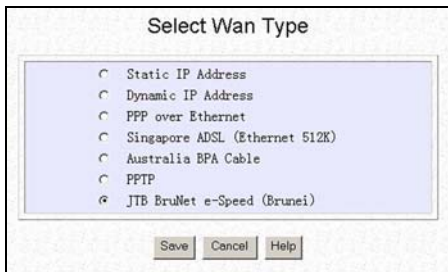 Select Wan Type
Static IP Address
Dynamic IP Address
PPP over Ethernet
Singapore ADSL (Ethernet 512K)
Australia BPA Cable
PPTP
JTB BruNet e-Speed (Brunei)
Save Cancel Help